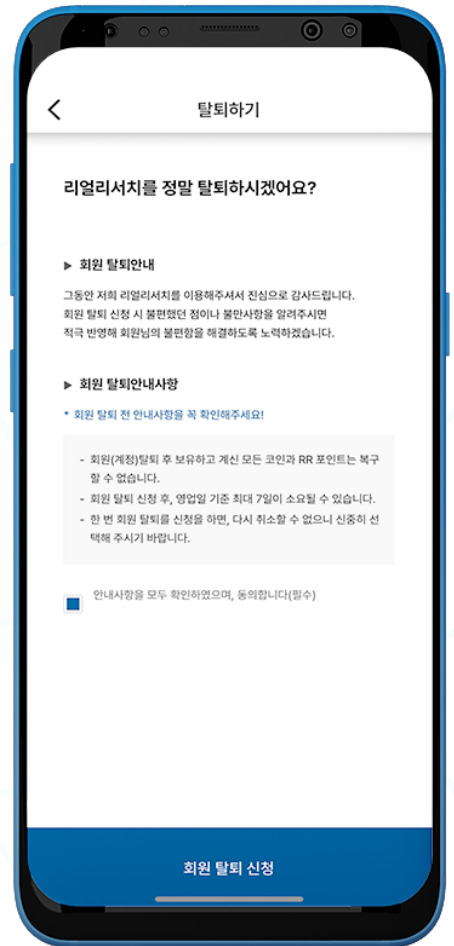 탈퇴하기
리얼리서치를 정말 탈퇴하시겠어요?
▶ 회원 탈퇴안내
그동안 저희 리얼리서치를 이용해주셔서 진심으로 감사드립니다.
회원 탈퇴 신청 시 불편했던 점이나 불만사항을 알려주시면
적극 반영해 회원님의 불편함을 해결하도록 노력하겠습니다.
▶ 회원 탈퇴안내사항
* 회원 탈퇴 전 안내사항을 꼭 확인해주세요!
- 회원(계정)탈퇴 후 보유하고 계신 모든 코인과 RR 포인트는 복구
할 수 없습니다.
- 회원 탈퇴 신청 후, 영업일 기준 최대 7일이 소요될 수 있습니다.
- 한 번 회원 탈퇴를 신청을 하면, 다시 취소할 수 없으니 신중히 선
택해 주시기 바랍니다.
안내사항을 모두 확인하였으며, 동의합니다(필수)
회원 탈퇴 신청